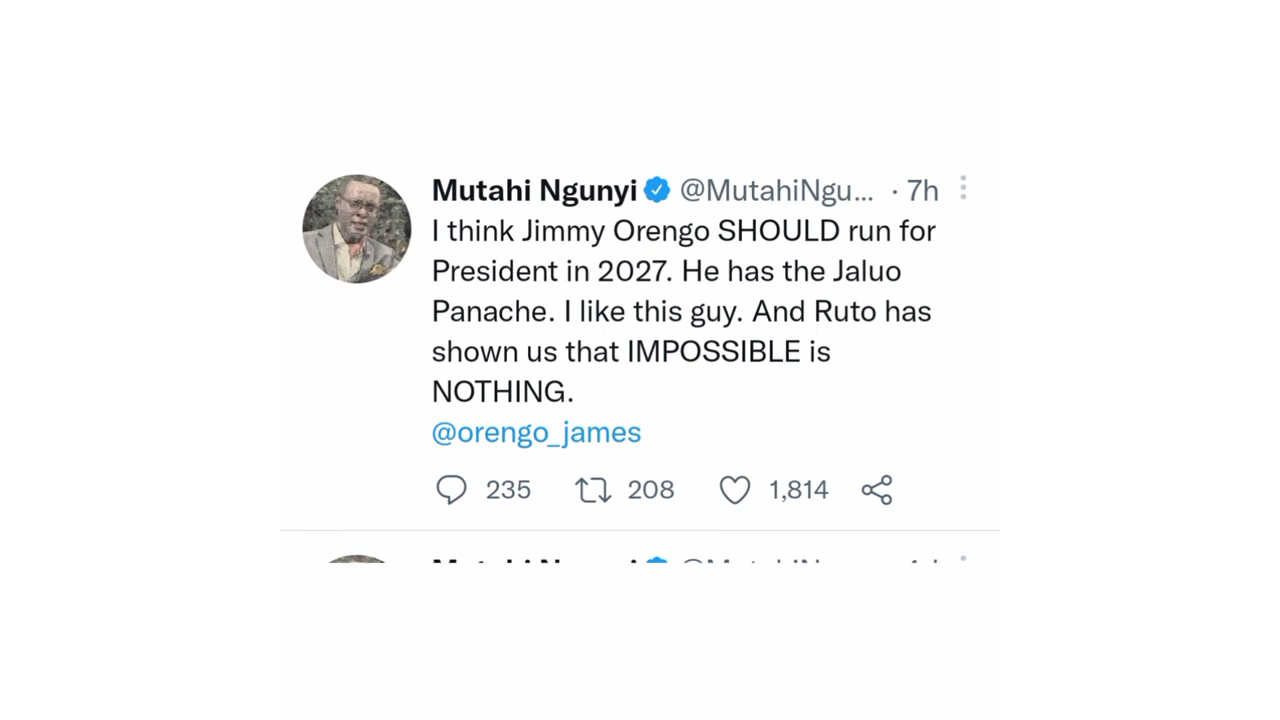 Mutahi Ngunyi @MutahiNgu... · 7h
I think Jimmy Orengo SHOULD run for
President in 2027. He has the Jaluo
Panache. I like this guy. And Ruto has
shown us that IMPOSSIBLE is
NOTHING.
@orengo_james
235 208 1,814